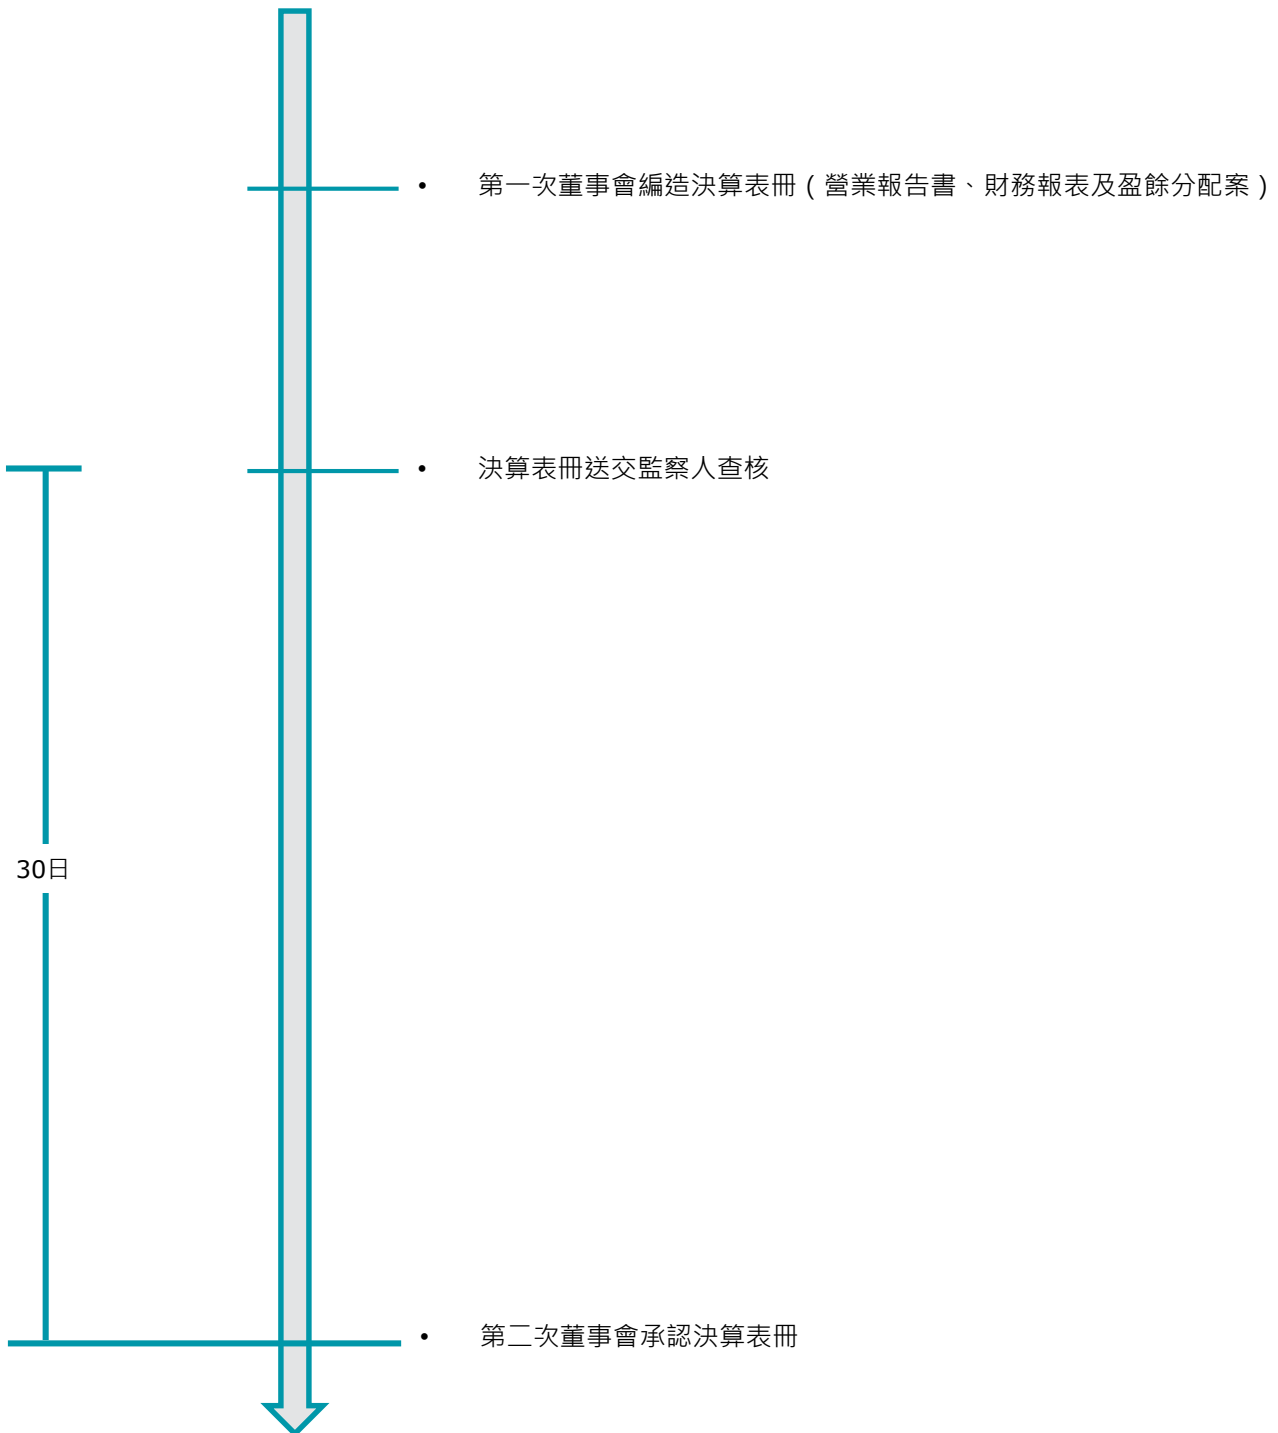 • 第一次董事會編造決算表冊（營業報告書、財務報表及盈餘分配案）
• 決算表冊送交監察人查核
30日
• 第二次董事會承認決算表冊